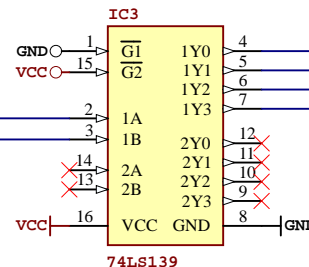 IC3
GND 1 G1 1Y0 4
VCC 15 G2 1Y1 5
1Y2 6
1Y3 7
2 1A
3 1B
2Y0 12
14 2A 2Y1 11
13 2B 2Y2 10
2Y3 9
VCC 16 VCC GND 8 GND
74LS139